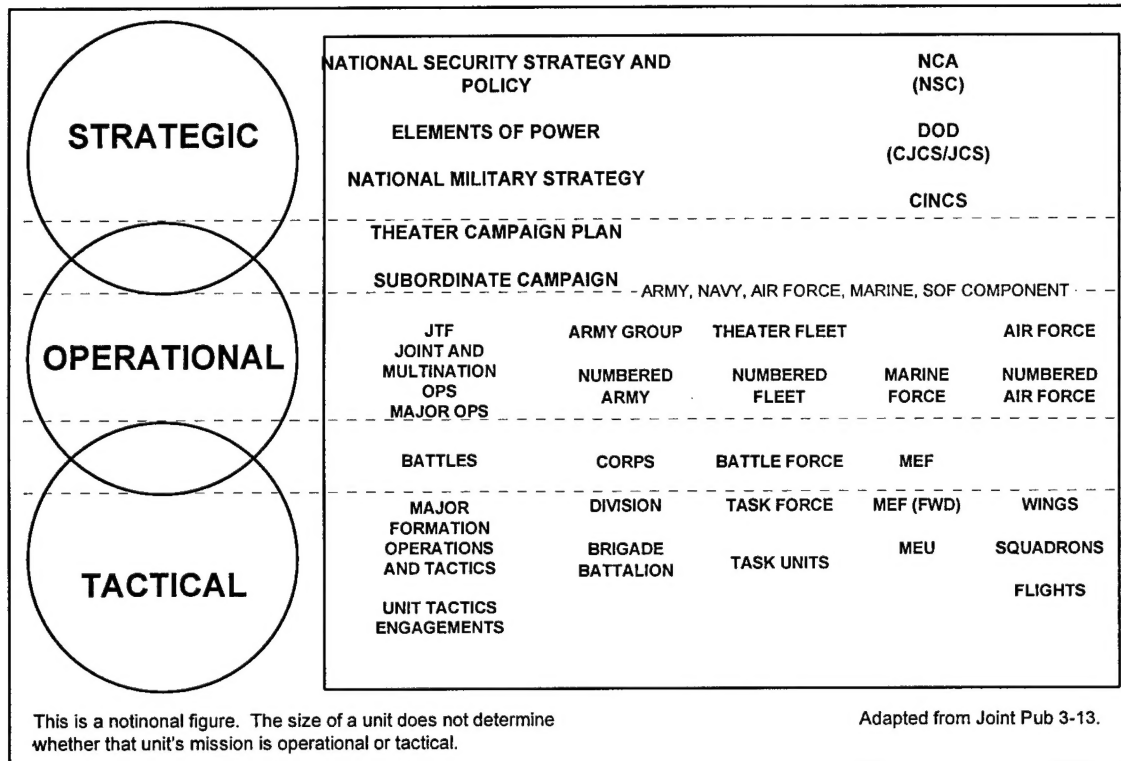 STRATEGIC
NATIONAL SECURITY STRATEGY AND
POLICY
NCA
(NSC)
ELEMENTS OF POWER
DOD
(CJCS/JCS)
NATIONAL MILITARY STRATEGY
CINCS
THEATER CAMPAIGN PLAN
SUBORDINATE CAMPAIGN
ARMY, NAVY, AIR FORCE, MARINE, SOF COMPONENT
OPERATIONAL
JTF
JOINT AND
MULTINATION
OPS
MAJOR OPS
ARMY GROUP
NUMBERED
ARMY
THEATER FLEET
NUMBERED
FLEET
MARINE
FORCE
AIR FORCE
NUMBERED
AIR FORCE
BATTLES
CORPS
BATTLE FORCE
MEF
TACTICAL
MAJOR
FORMATION
OPERATIONS
AND TACTICS
UNIT TACTICS
ENGAGEMENTS
DIVISION
BRIGADE
BATTALION
TASK FORCE
TASK UNITS
MEF (FWD)
MEU
WINGS
SQUADRONS
FLIGHTS
This is a notinonal figure. The size of a unit does not determine
whether that unit's mission is operational or tactical.
Adapted from Joint Pub 3-13.